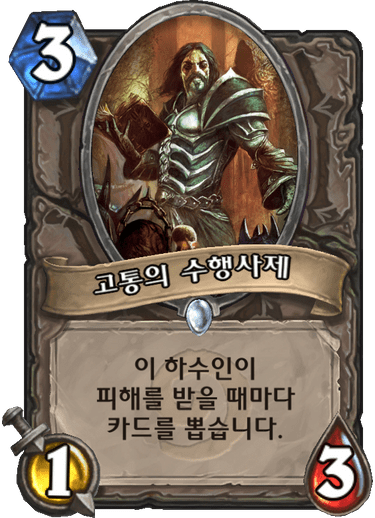 3
고통의 수행사제
이 하수인이
피해를 받을 때마다
카드를 뽑습니다.
1
3